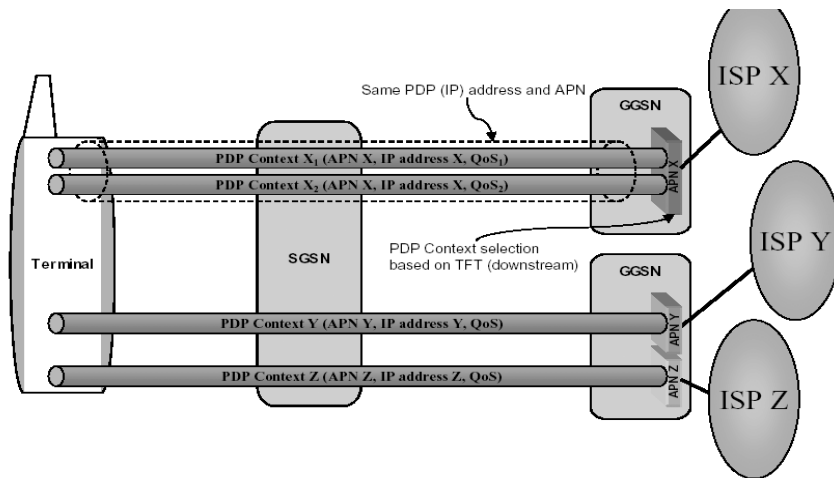 ISP X
Same PDP (IP) address and APN
GGSN
PDP Context X₁ (APN X, IP address X, QoS₁)
PDP Context X₂ (APN X, IP address X, QoS₂)
APN X
PDP Context selection
based on TFT (downstream)
Terminal
SGSN
GGSN
ISP Y
PDP Context Y (APN Y, IP address Y, QoS)
APN Y
PDP Context Z (APN Z, IP address Z, QoS)
APN Z
ISP Z